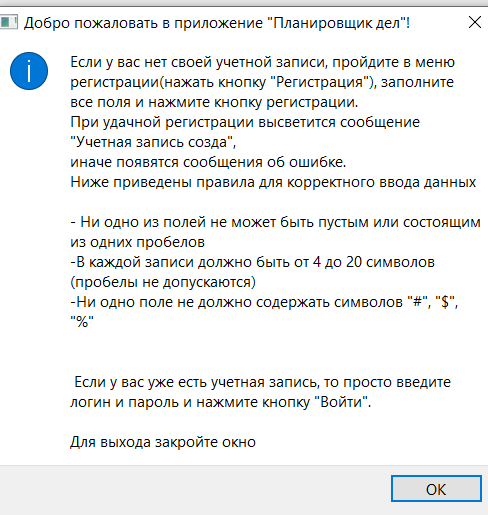 Добро пожаловать в приложение "Планировщик дел"!
Если у вас нет своей учетной записи, пройдите в меню
регистрации(нажать кнопку "Регистрация"), заполните
все поля и нажмите кнопку регистрации.
При удачной регистрации высветится сообщение
"Учетная запись созда",
иначе появятся сообщения об ошибке.
Ниже приведены правила для корректного ввода данных
- Ни одно из полей не может быть пустым или состоящим
из одних пробелов
-В каждой записи должно быть от 4 до 20 символов
(пробелы не допускаются)
-Ни одно поле не должно содержать символов "#", "$",
"%"
Если у вас уже есть учетная запись, то просто введите
логин и пароль и нажмите кнопку "Войти".
Для выхода закройте окно
OK